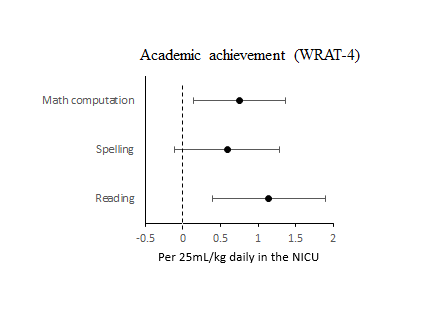 Academic achievement (WRAT-4)
Math computation
Spelling
Reading
-0.5 0 0.5 1 1.5 2
Per 25mL/kg daily in the NICU